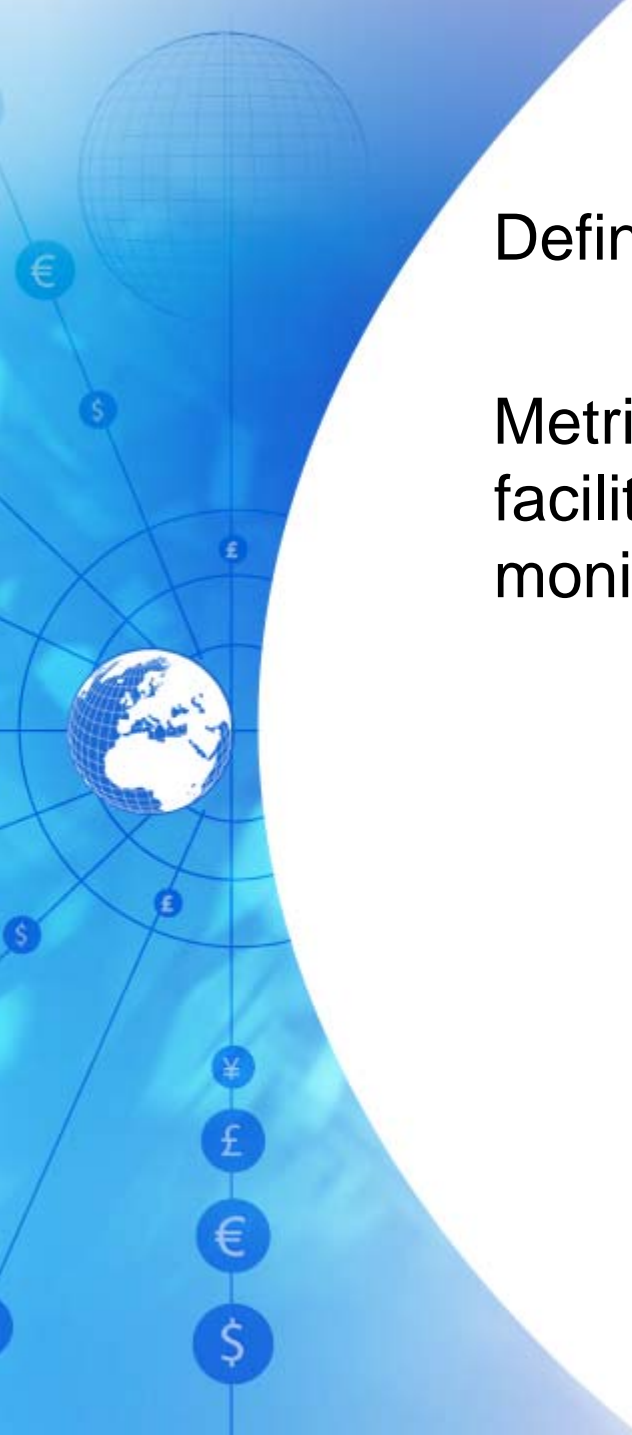 Defin
Metri
facilit
moni
€
$
£
£
$
¥
£
€
$